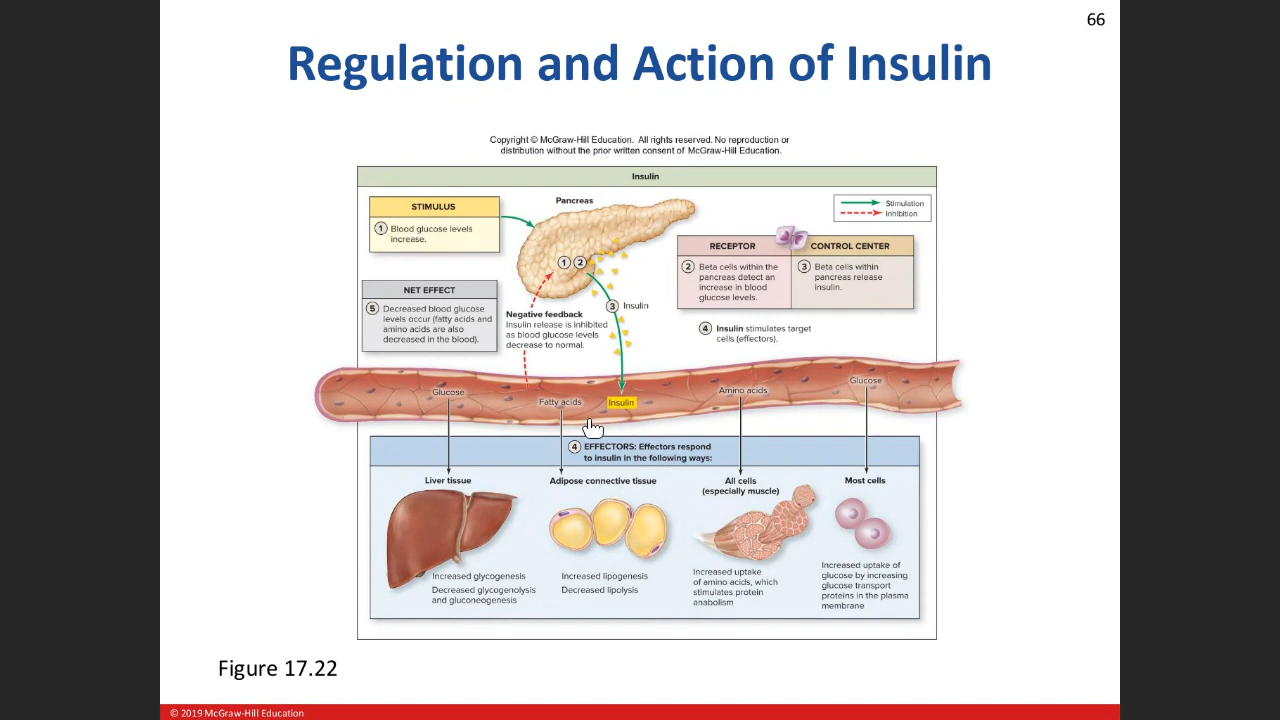 66
Regulation and Action of Insulin
Copyright © McGraw-Hill Education. All rights reserved. No reproduction or
distribution without the prior written consent of McGraw-Hill Education.
Insulin
STIMULUS
1 Blood glucose levels
increase.
Pancreas
1 2
Stimulation
Inhibition
RECEPTOR
2 Beta cells within the
pancreas detect an
increase in blood
glucose levels.
CONTROL CENTER
3 Beta cells within
pancreas release
insulin.
NET EFFECT
5 Decreased blood glucose
levels occur (fatty acids and
amino acids are also
decreased in the blood).
Negative feedback
Insulin release is inhibited
as blood glucose levels
decrease to normal.
3 Insulin
4 Insulin stimulates target
cells (effectors).
Glucose
Fatty acids
Insulin
Amino acids
Glucose
4 EFFECTORS: Effectors respond
to insulin in the following ways:
Liver tissue
Increased glycogenesis
Decreased glycogenolysis
and gluconeogenesis
Adipose connective tissue
Increased lipogenesis
Decreased lipolysis
All cells
(especially muscle)
Increased uptake
of amino acids, which
stimulates protein
anabolism
Most cells
Increased uptake of
glucose by increasing
glucose transport
proteins in the plasma
membrane
Figure 17.22
© 2019 McGraw-Hill Education